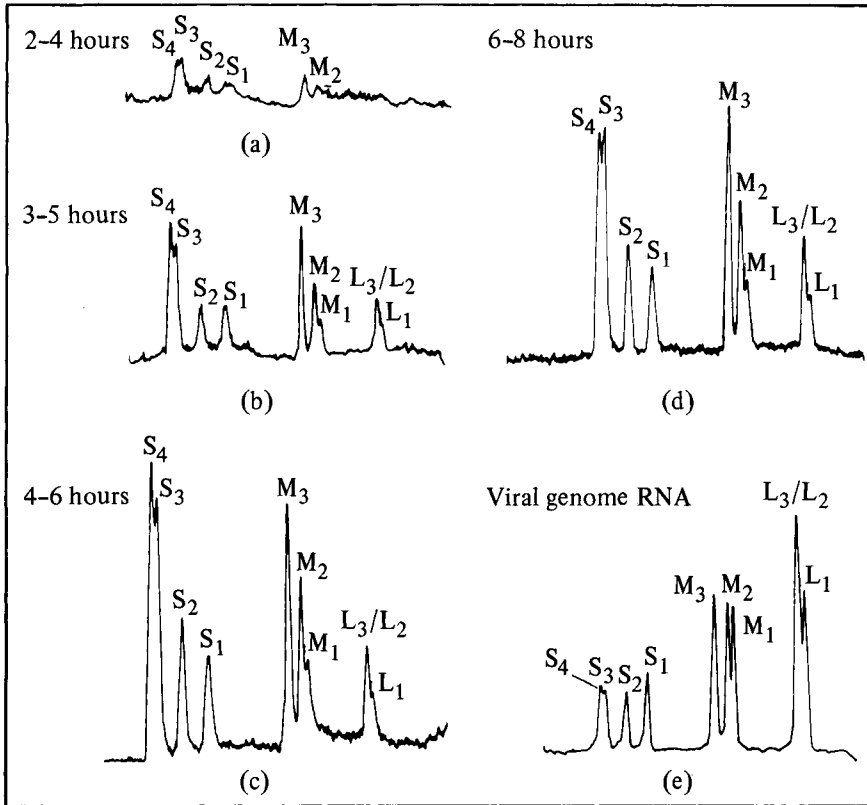 2–4 hours
S4 S3 S2 S1 M3 M2
(a)
3–5 hours
S4 S3 S2 S1 M3 M2 M1 L3/L2 L1
(b)
4–6 hours
S4 S3 S2 S1 M3 M2 M1 L3/L2 L1
(c)
6–8 hours
S4 S3 S2 S1 M3 M2 M1 L3/L2 L1
(d)
Viral genome RNA
S4 S3 S2 S1 M3 M2 M1 L3/L2 L1
(e)